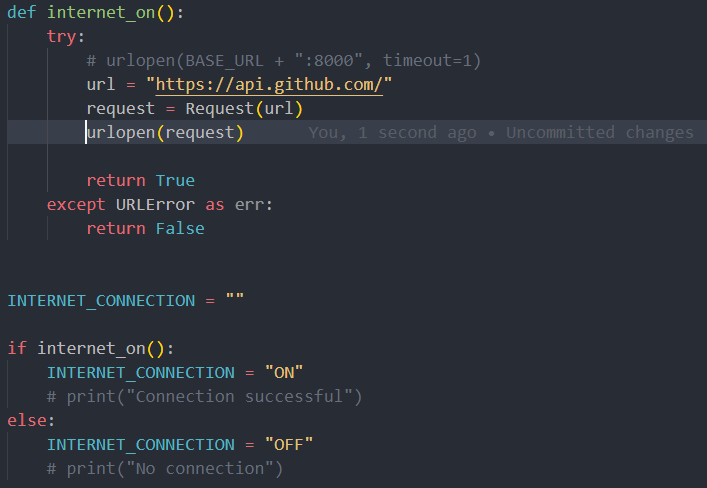 def internet_on():
    try:
        # urlopen(BASE_URL + ":8000", timeout=1)
        url = "https://api.github.com/"
        request = Request(url)
        urlopen(request)      You, 1 second ago • Uncommitted changes
        return True
    except URLError as err:
        return False
INTERNET_CONNECTION = ""
if internet_on():
    INTERNET_CONNECTION = "ON"
    # print("Connection successful")
else:
    INTERNET_CONNECTION = "OFF"
    # print("No connection")